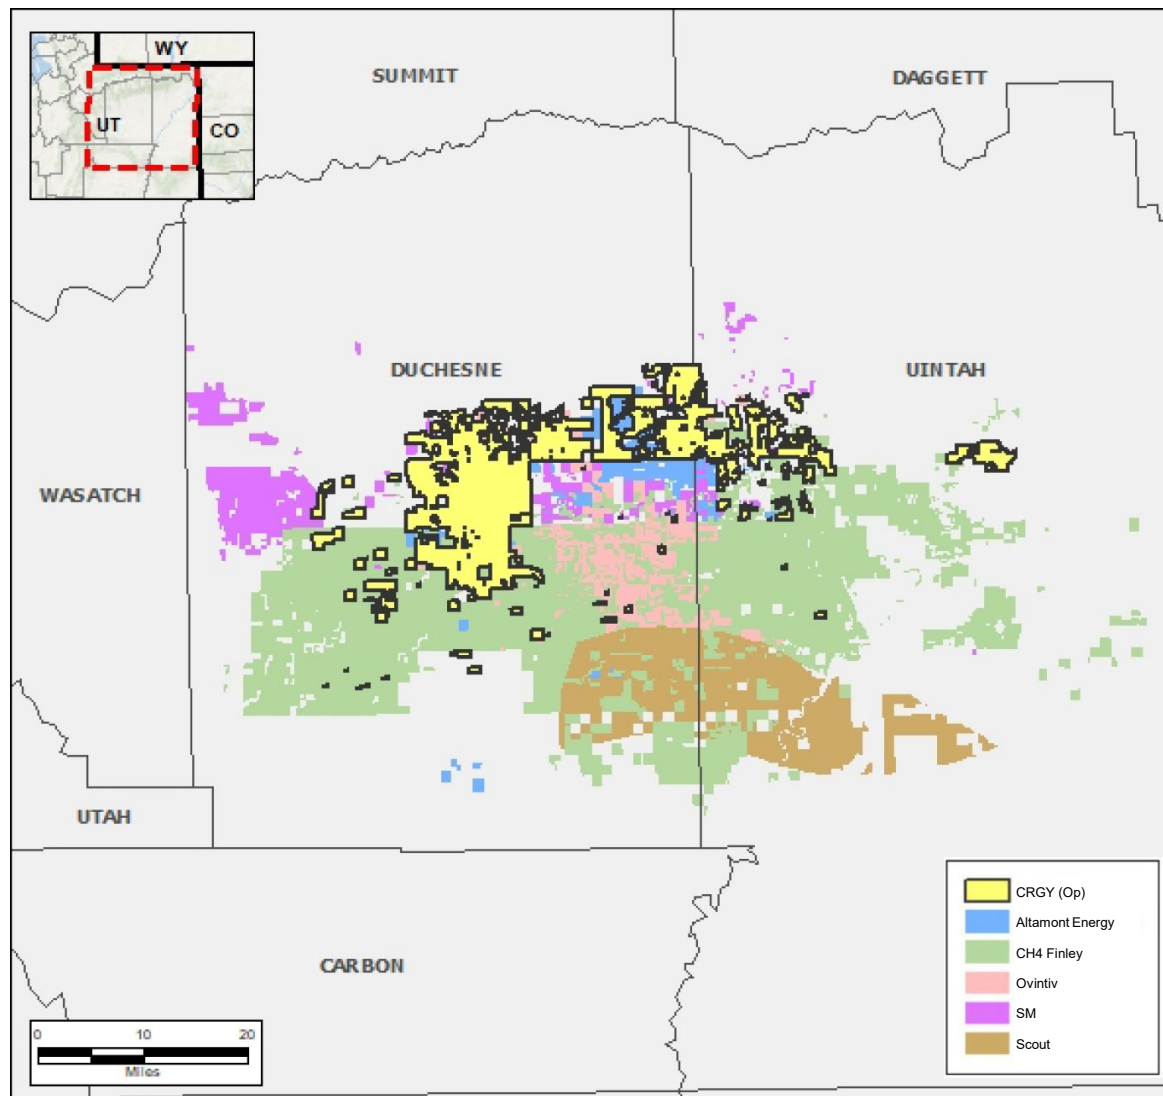 WY
UT
CO
SUMMIT
DAGGETT
DUCHESNE
UINTAH
WASATCH
UTAH
CARBON
CRGY (Op)
Altamont Energy
CH4 Finley
Ovintiv
SM
Scout
0 10 20
Miles